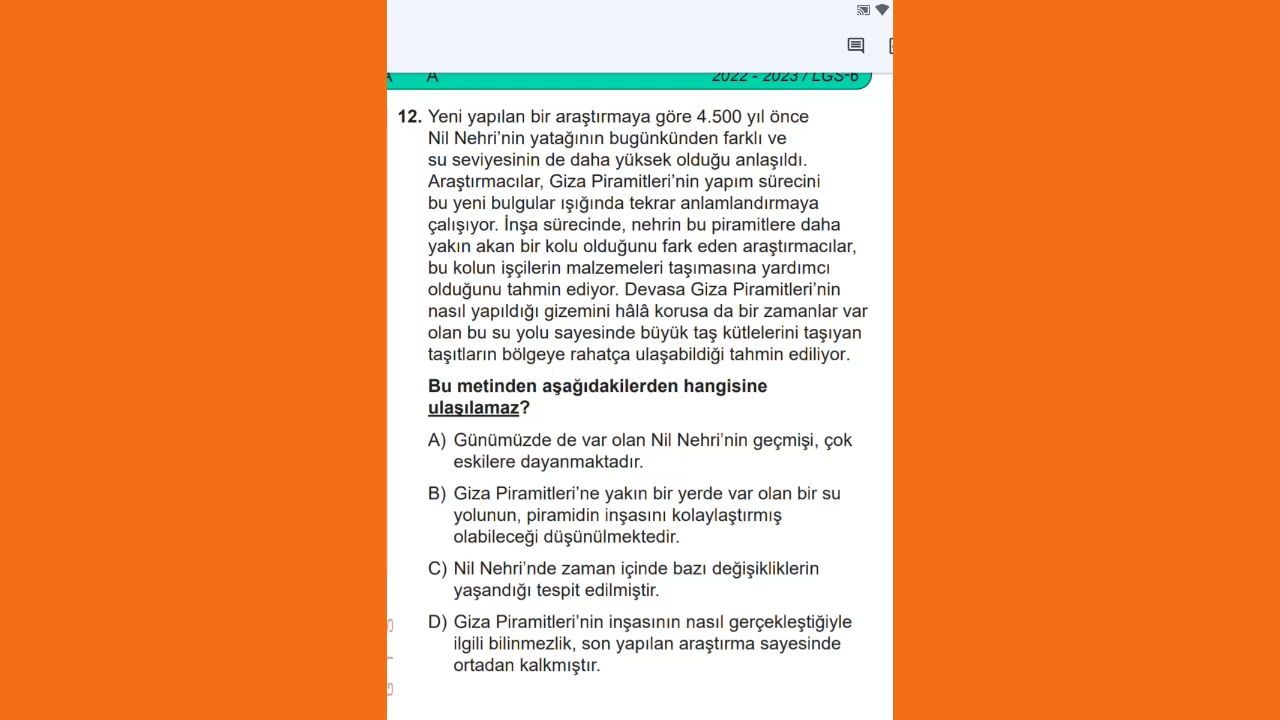 A
2022 - 2023 / LGS-6
12. Yeni yapılan bir araştırmaya göre 4.500 yıl önce
Nil Nehri’nin yatağının bugünkünden farklı ve
su seviyesinin de daha yüksek olduğu anlaşıldı.
Araştırmacılar, Giza Piramitleri’nin yapım sürecini
bu yeni bulgular ışığında tekrar anlamlandırmaya
çalışıyor. İnşa sürecinde, nehrin bu piramitlere daha
yakın akan bir kolu olduğunu fark eden araştırmacılar,
bu kolun işçilerin malzemeleri taşımasına yardımcı
olduğunu tahmin ediyor. Devasa Giza Piramitleri’nin
nasıl yapıldığı gizemini hâlâ korusa da bir zamanlar var
olan bu su yolu sayesinde büyük taş kütlelerini taşıyan
taşıtların bölgeye rahatça ulaşabildiği tahmin ediliyor.
Bu metinden aşağıdakilerden hangisine
ulaşılamaz?
A) Günümüzde de var olan Nil Nehri’nin geçmişi, çok
eskilere dayanmaktadır.
B) Giza Piramitleri’ne yakın bir yerde var olan bir su
yolunun, piramidin inşasını kolaylaştırmış
olabileceği düşünülmektedir.
C) Nil Nehri’nde zaman içinde bazı değişikliklerin
yaşandığı tespit edilmiştir.
D) Giza Piramitleri’nin inşasının nasıl gerçekleştiğiyle
ilgili bilinmezlik, son yapılan araştırma sayesinde
ortadan kalkmıştır.